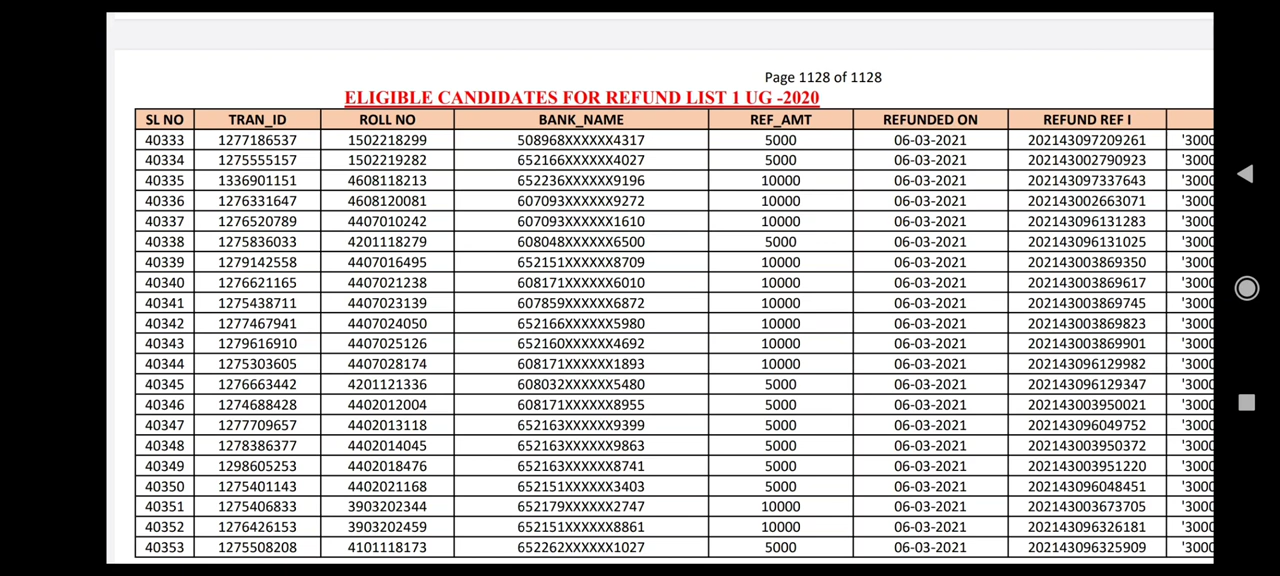 Page 1128 of 1128
ELIGIBLE CANDIDATES FOR REFUND LIST 1 UG -2020
SL NO TRAN_ID ROLL NO BANK_NAME REF_AMT REFUNDED ON REFUND REF I
40333 1277186537 1502218299 508968XXXXXX4317 5000 06-03-2021 202143097209261 '3000
40334 1275555157 1502219282 652166XXXXXX4027 5000 06-03-2021 202143002790923 '3000
40335 1336901151 4608118213 652236XXXXXX9196 10000 06-03-2021 202143097337643 '3000
40336 1276331647 4608120081 607093XXXXXX9272 10000 06-03-2021 202143002663071 '3000
40337 1276520789 4407010242 607093XXXXXX1610 10000 06-03-2021 202143096131283 '3000
40338 1275836033 4201118279 608048XXXXXX6500 5000 06-03-2021 202143096131025 '3000
40339 1279142558 4407016495 652151XXXXXX8709 10000 06-03-2021 202143003869350 '3000
40340 1276621165 4407021238 608171XXXXXX6010 10000 06-03-2021 202143003869617 '3000
40341 1275438711 4407023139 607859XXXXXX6872 10000 06-03-2021 202143003869745 '3000
40342 1277467941 4407024050 652166XXXXXX5980 10000 06-03-2021 202143003869823 '3000
40343 1279616910 4407025126 652160XXXXXX4692 10000 06-03-2021 202143003869901 '3000
40344 1275303605 4407028174 608171XXXXXX1893 10000 06-03-2021 202143096129982 '3000
40345 1276663442 4201121336 608032XXXXXX5480 5000 06-03-2021 202143096129347 '3000
40346 1274688428 4402012004 608171XXXXXX8955 5000 06-03-2021 202143003950021 '3000
40347 1277709657 4402013118 652163XXXXXX9399 5000 06-03-2021 202143096049752 '3000
40348 1278386377 4402014045 652163XXXXXX9863 5000 06-03-2021 202143003950372 '3000
40349 1298605253 4402018476 652163XXXXXX8741 5000 06-03-2021 202143003951220 '3000
40350 1275401143 4402021168 652151XXXXXX3403 5000 06-03-2021 202143096048451 '3000
40351 1275406833 3903202344 652179XXXXXX2747 10000 06-03-2021 202143003673705 '3000
40352 1276426153 3903202459 652151XXXXXX8861 10000 06-03-2021 202143096326181 '3000
40353 1275508208 4101118173 652262XXXXXX1027 5000 06-03-2021 202143096325909 '3000